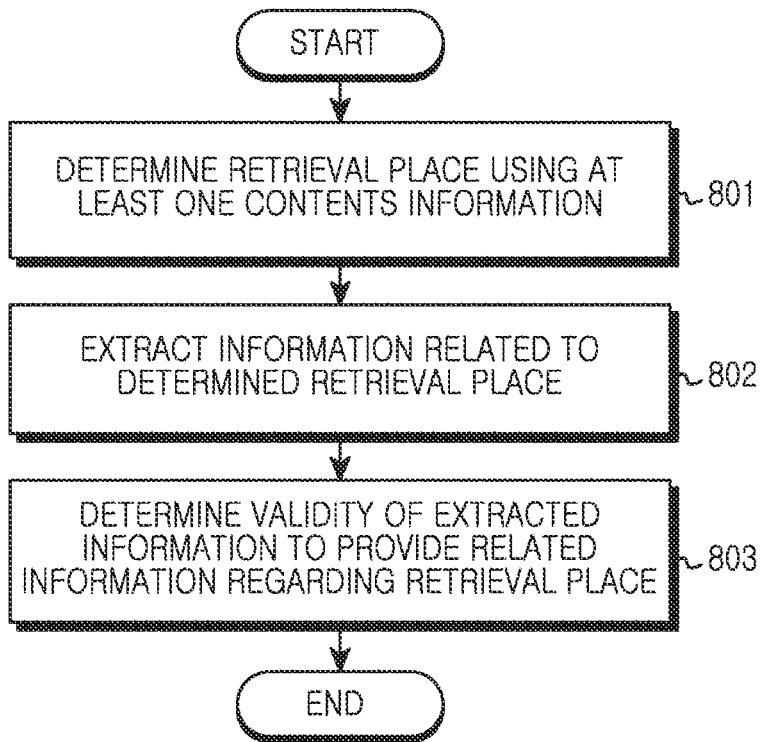 START
DETERMINE RETRIEVAL PLACE USING AT
LEAST ONE CONTENTS INFORMATION
801
EXTRACT INFORMATION RELATED TO
DETERMINED RETRIEVAL PLACE
802
DETERMINE VALIDITY OF EXTRACTED
INFORMATION TO PROVIDE RELATED
INFORMATION REGARDING RETRIEVAL PLACE
803
END